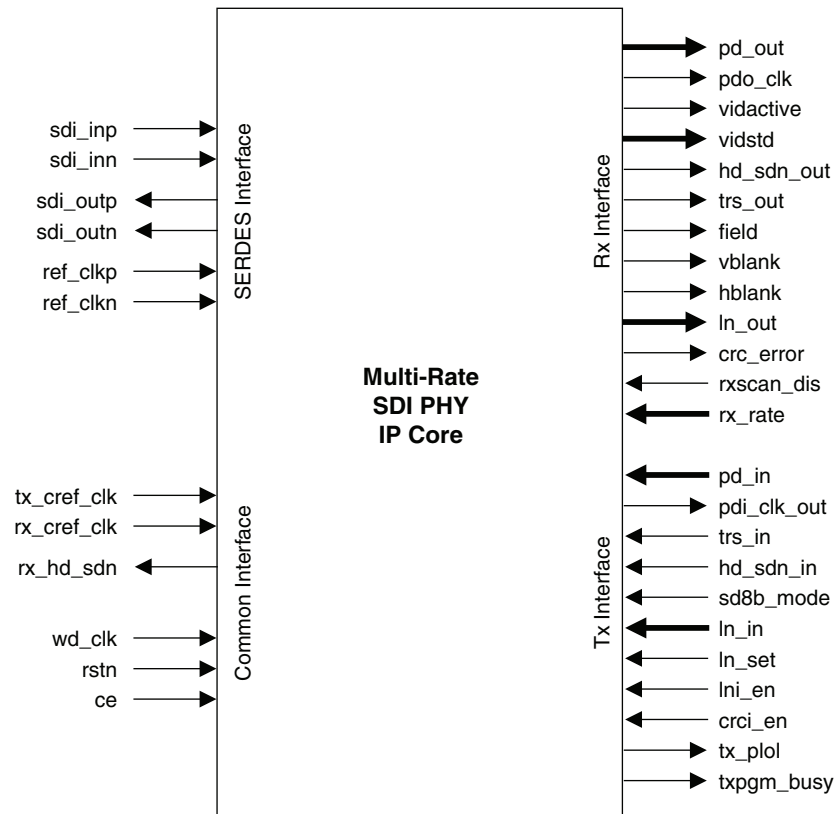 sdi_inp
sdi_inn
sdi_outp
sdi_outn
ref_clkp
ref_clkn
SERDES Interface
tx_cref_clk
rx_cref_clk
rx_hd_sdn
wd_clk
rstn
ce
Common Interface
Multi-Rate
SDI PHY
IP Core
Rx Interface
pd_out
pdo_clk
vidactive
vidstd
hd_sdn_out
trs_out
field
vblank
hblank
ln_out
crc_error
rxscan_dis
rx_rate
Tx Interface
pd_in
pdi_clk_out
trs_in
hd_sdn_in
sd8b_mode
ln_in
ln_set
lni_en
crci_en
tx_plol
txpgm_busy